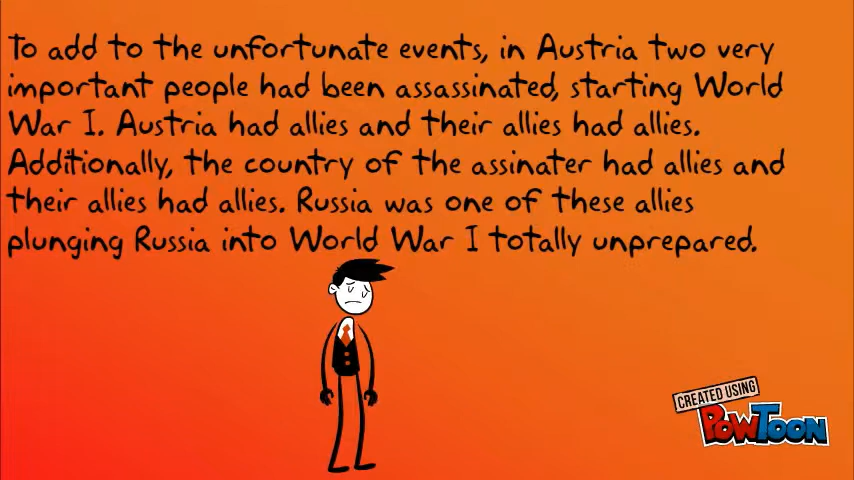 To add to the unfortunate events, in Austria two very
important people had been assassinated, starting World
War I. Austria had allies and their allies had allies.
Additionally, the country of the assinater had allies and
their allies had allies. Russia was one of these allies
plunging Russia into World War I totally unprepared.
CREATED USING
POWTOON